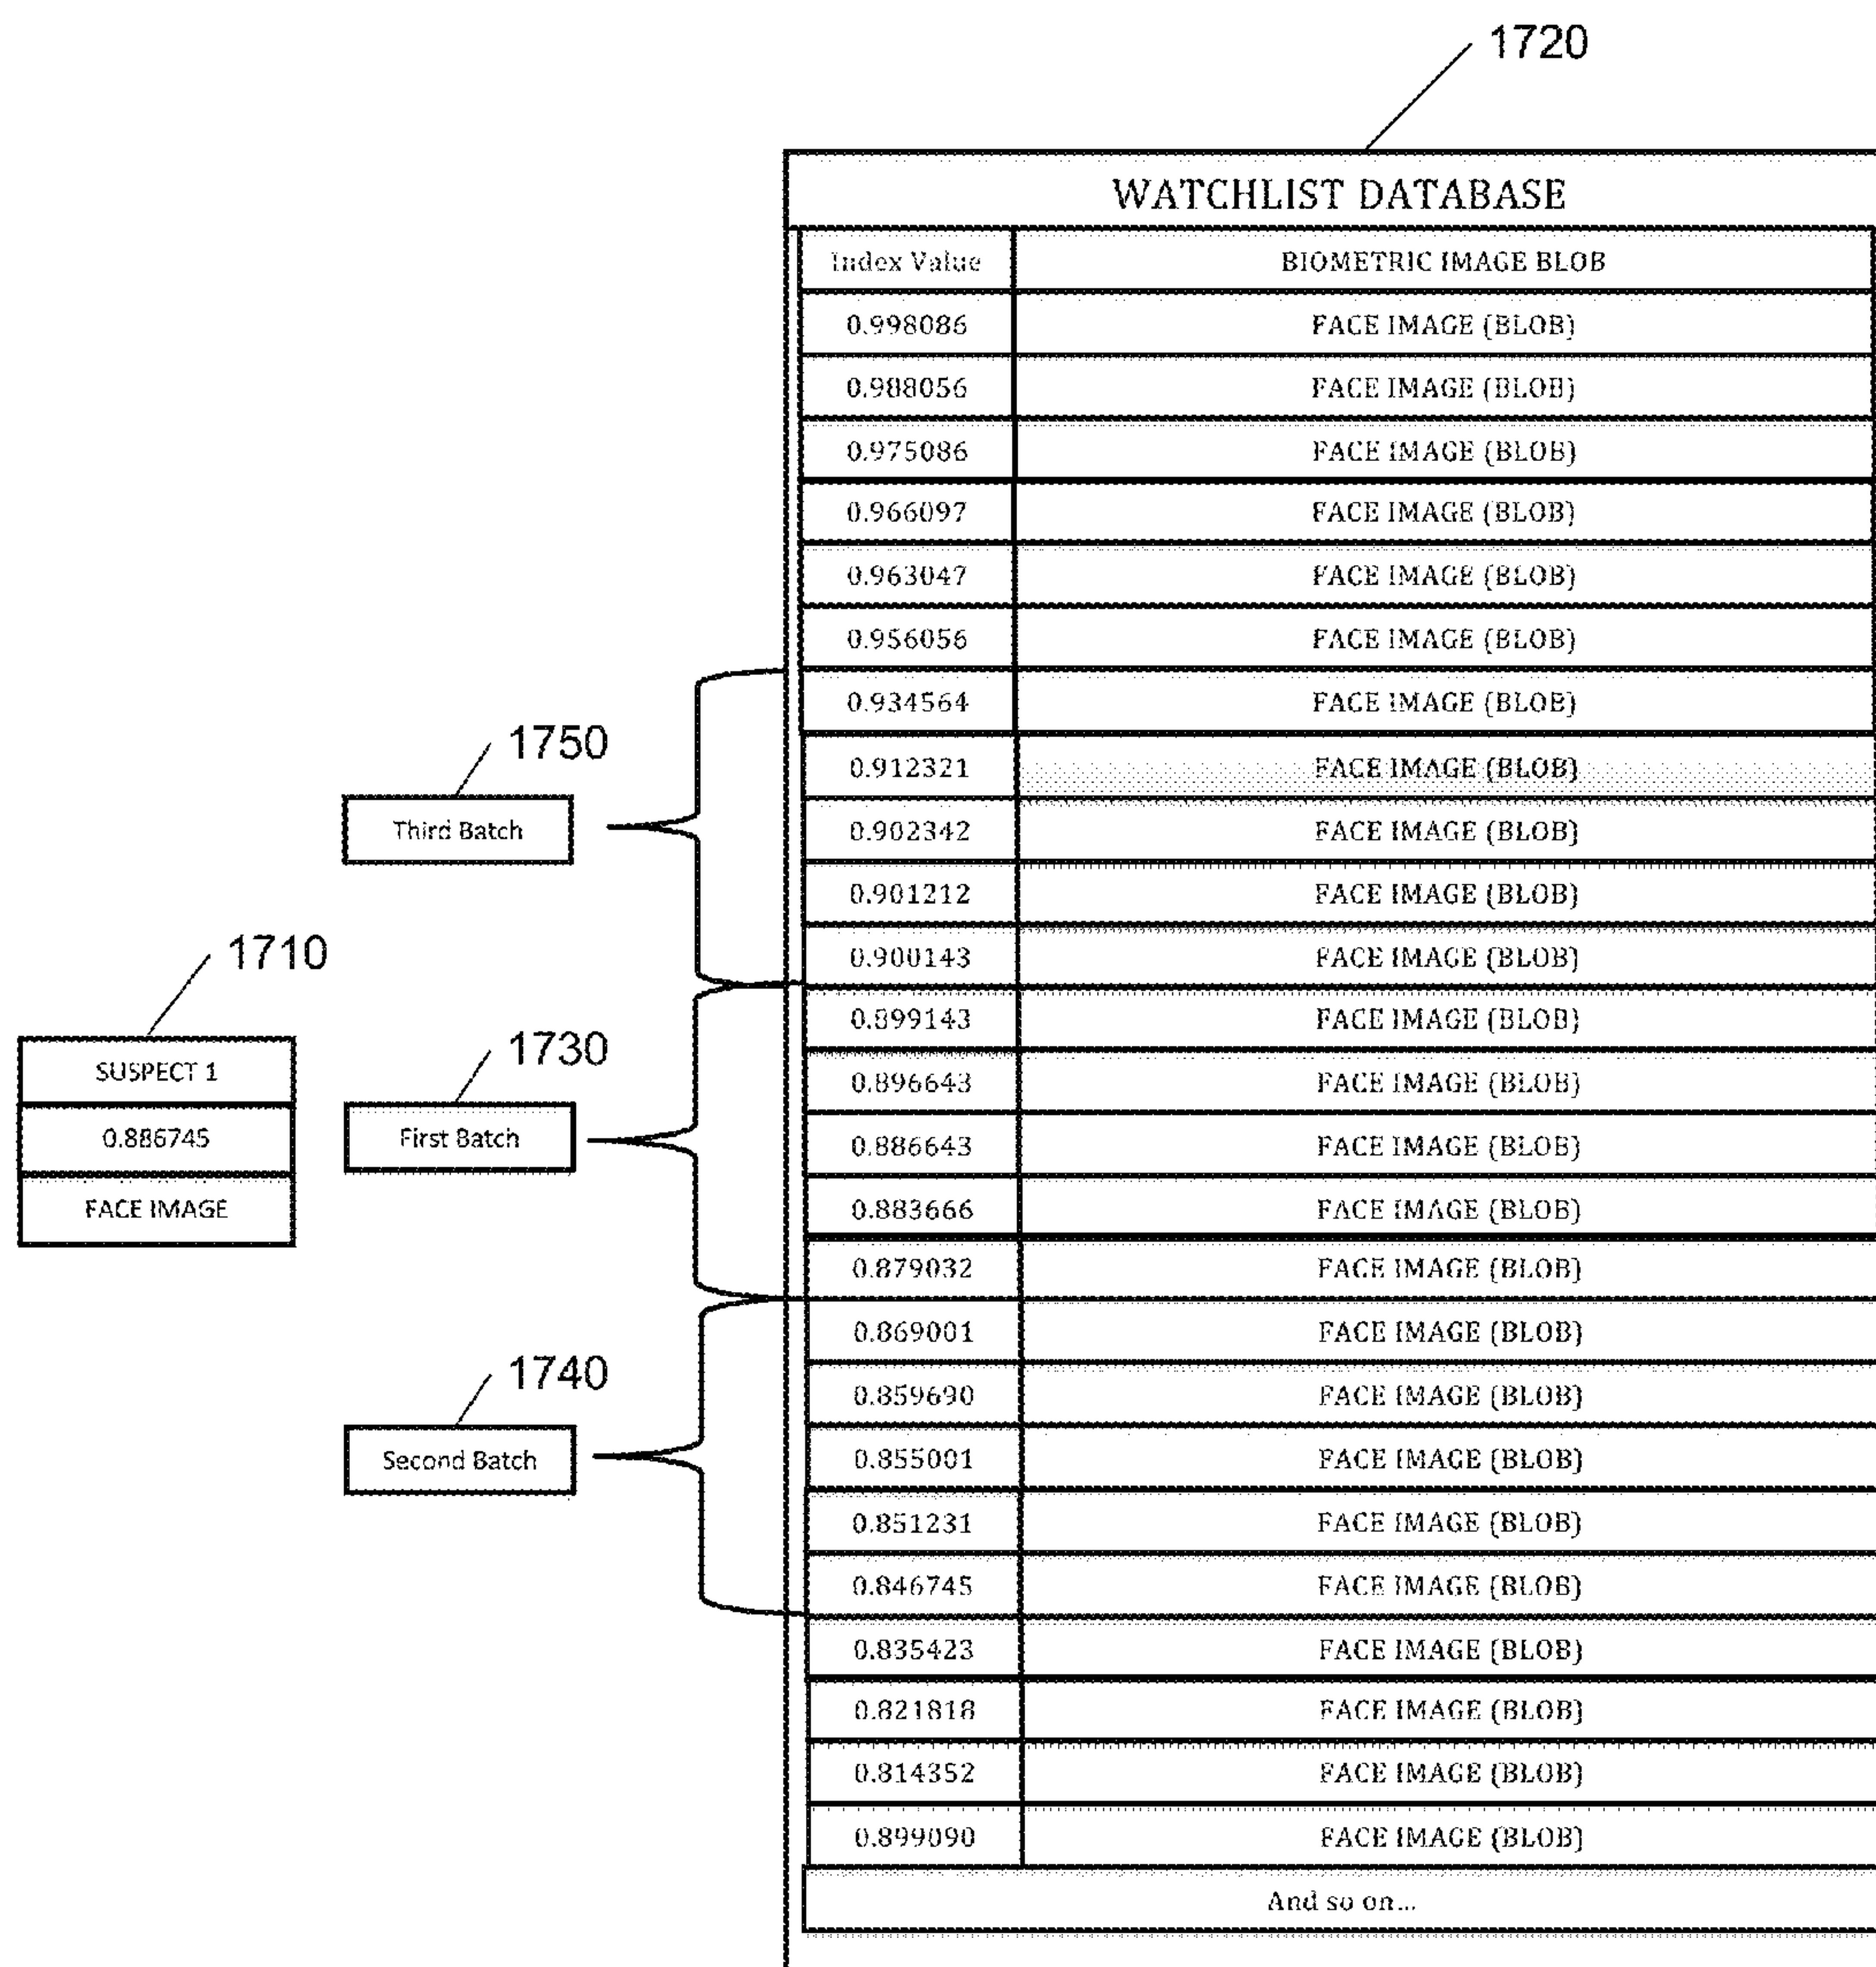 1720
WATCHLIST DATABASE
Index Value BIOMETRIC IMAGE BLOB
0.998086 FACE IMAGE (BLOB)
0.988056 FACE IMAGE (BLOB)
0.975086 FACE IMAGE (BLOB)
0.966097 FACE IMAGE (BLOB)
0.963047 FACE IMAGE (BLOB)
0.956056 FACE IMAGE (BLOB)
0.934564 FACE IMAGE (BLOB)
1750
0.912321 FACE IMAGE (BLOB)
Third Batch
0.902342 FACE IMAGE (BLOB)
0.901212 FACE IMAGE (BLOB)
1710
0.900143 FACE IMAGE (BLOB)
0.899143 FACE IMAGE (BLOB)
1730
SUSPECT 1
0.896643 FACE IMAGE (BLOB)
0.886745
First Batch
0.886643 FACE IMAGE (BLOB)
FACE IMAGE
0.883666 FACE IMAGE (BLOB)
0.879032 FACE IMAGE (BLOB)
0.869001 FACE IMAGE (BLOB)
1740
0.859690 FACE IMAGE (BLOB)
Second Batch
0.855001 FACE IMAGE (BLOB)
0.851231 FACE IMAGE (BLOB)
0.846745 FACE IMAGE (BLOB)
0.835423 FACE IMAGE (BLOB)
0.821818 FACE IMAGE (BLOB)
0.814352 FACE IMAGE (BLOB)
0.899090 FACE IMAGE (BLOB)
And so on...